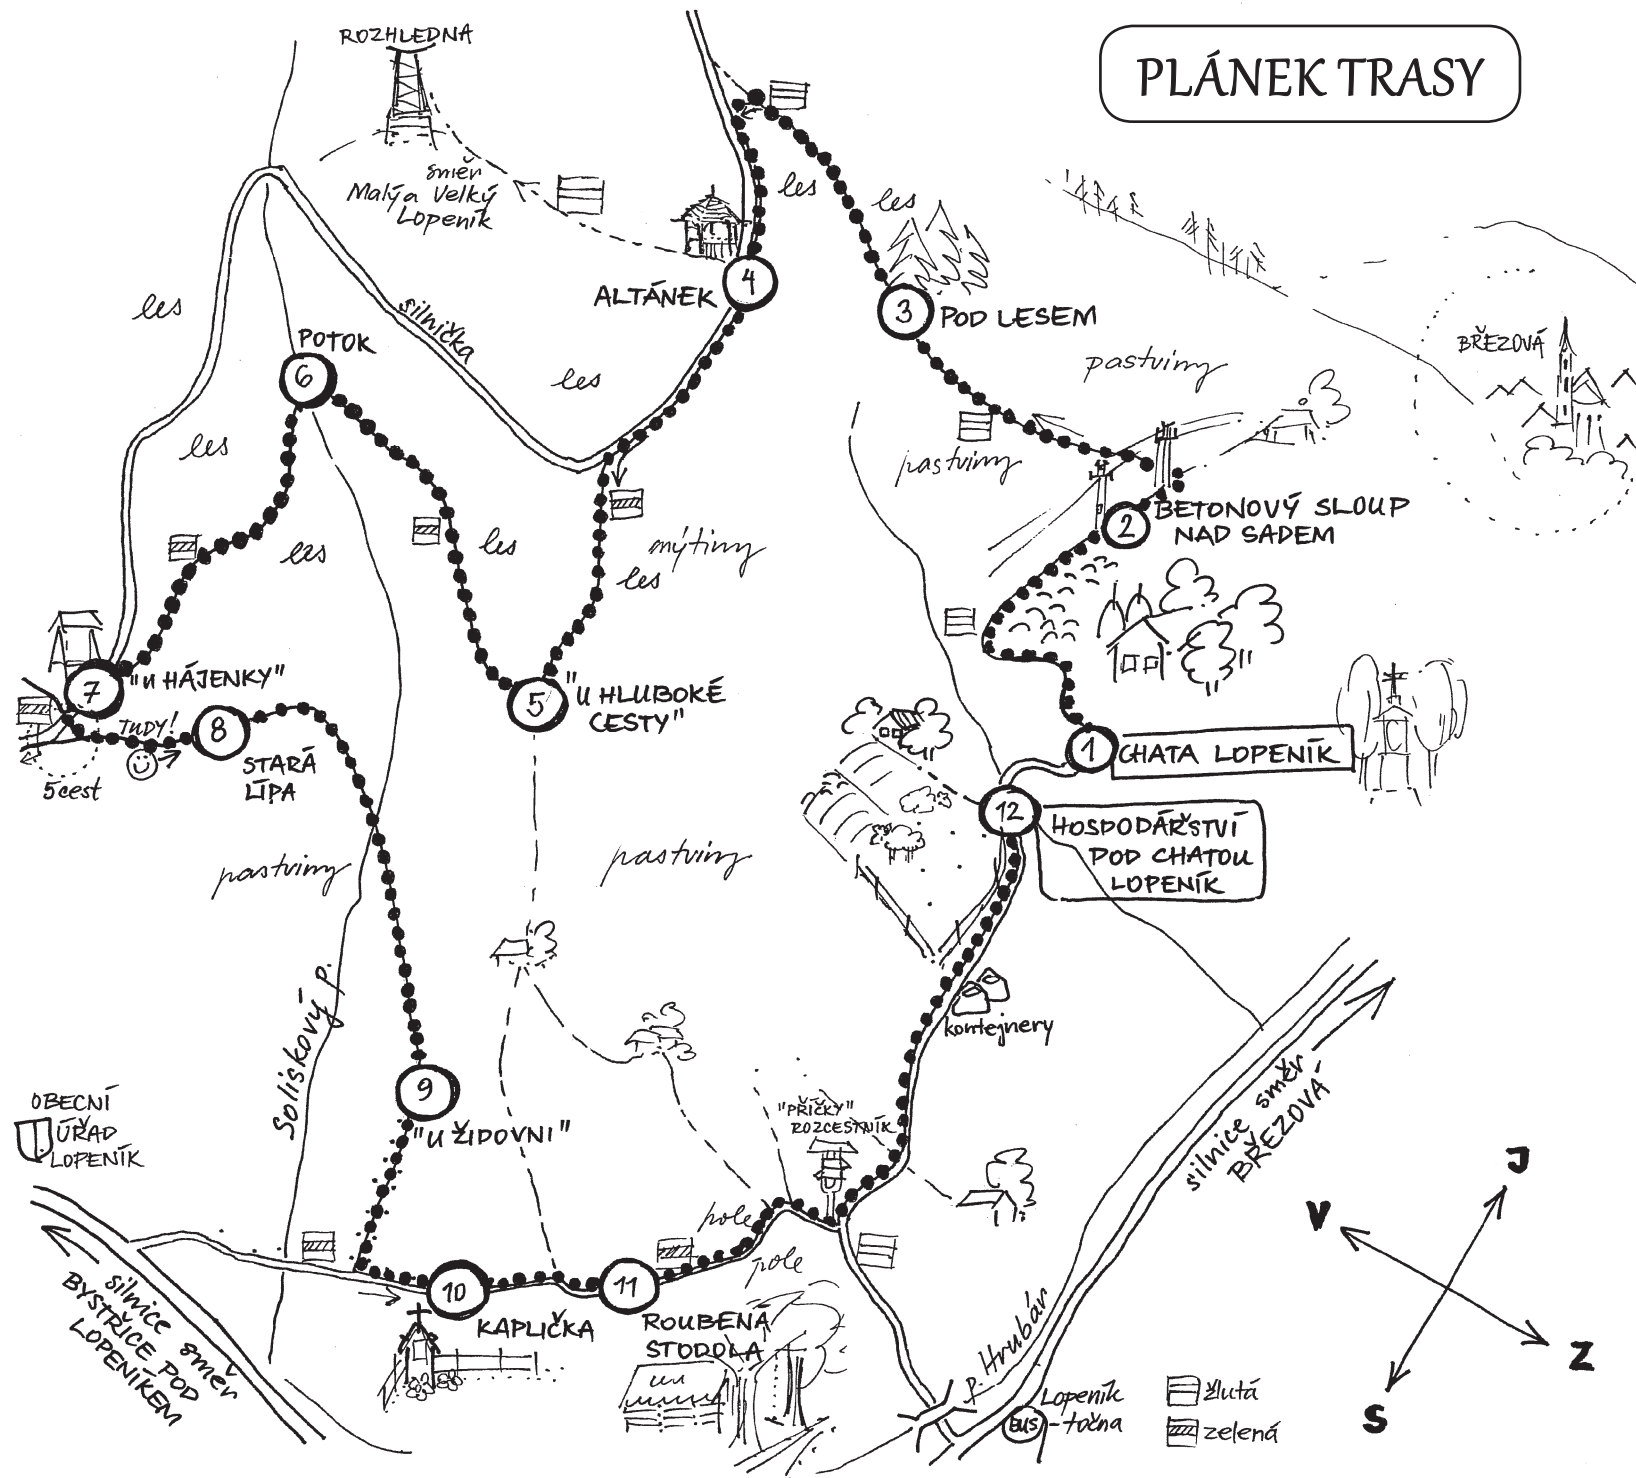 PLÁNEK TRASY
ROZHLEDNA
směr
Malý a Velký
Lopeník
les
les
4
ALTÁNEK
3
POD LESEM
les
silnička
POTOK
6
les
pastviny
BŘEZOVÁ
les
pastviny
2
BETONOVÝ SLOUP
NAD SADEM
les
les
mýtiny
les
7
"U HÁJENKY"
5
"U HLUBOKÉ
CESTY"
TUDY!
8
STARÁ
LÍPA
5cest
1
CHATA LOPENÍK
12
HOSPODÁŘSTVÍ
POD CHATOU
LOPENÍK
pastviny
pastviny
Soliskový p.
kontejnery
9
"U ŽIDOVNI"
"PŘÍČKY"
ROZCESTNÍK
OBECNÍ
ÚŘAD
LOPENÍK
silnice směr
BŘEZOVÁ
J
V
Z
S
pole
pole
10
KAPLIČKA
11
ROUBENÁ
STODOLA
silnice směr
BYSTŘICE POD
LOPENÍKEM
p. Hrubár
Lopeník
BUS
-točna
žlutá
zelená